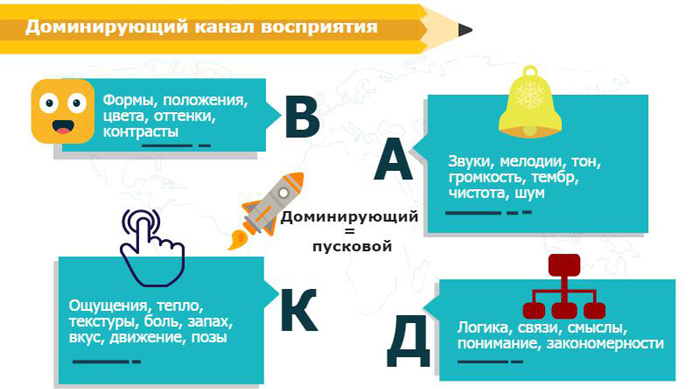 Доминирующий канал восприятия
Формы, положения,
цвета, оттенки,
контрасты
В
А
Звуки, мелодии, тон,
громкость, тембр,
чистота, шум
Доминирующий
=
пусковой
Ощущения, тепло,
текстуры, боль, запах,
вкус, движение, позы
К
Д
Логика, связи, смыслы,
понимание, закономерности